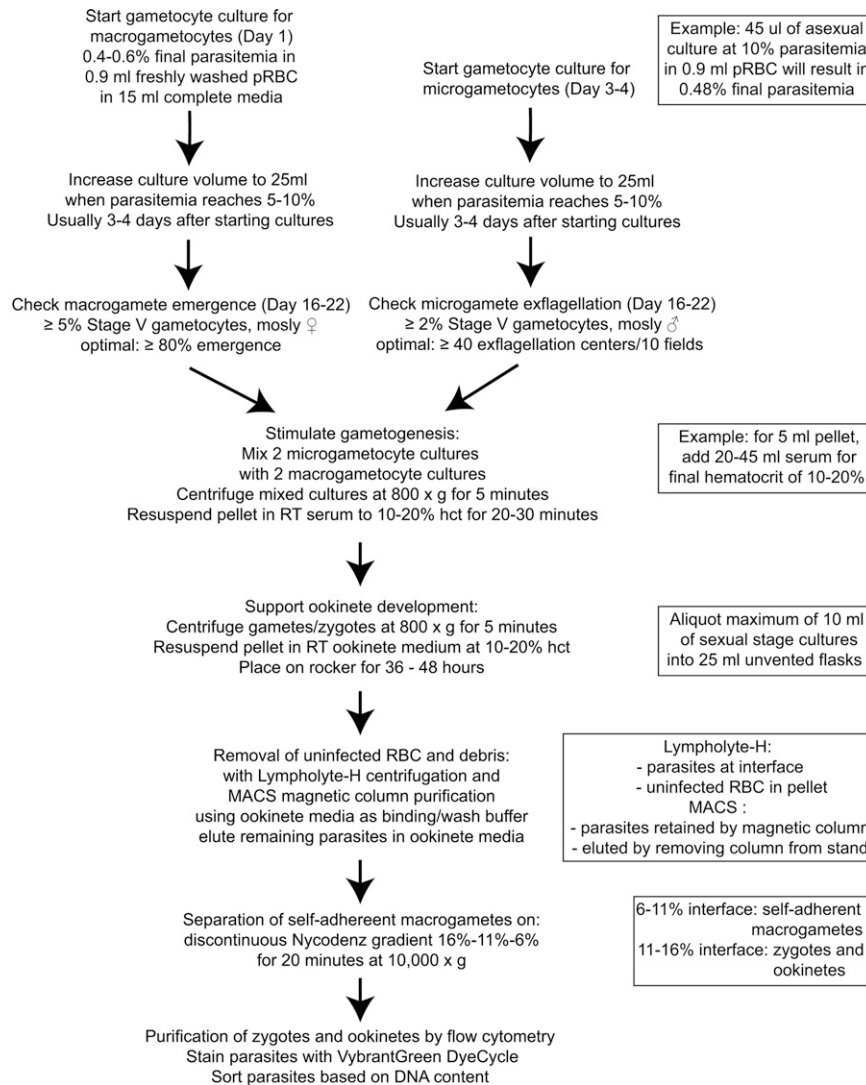 Start gametocyte culture for
macrogametocytes (Day 1)
0.4-0.6% final parasitemia in
0.9 ml freshly washed pRBC
in 15 ml complete media
Start gametocyte culture for
microgametocytes (Day 3-4)
Example: 45 ul of asexual
culture at 10% parasitemia
in 0.9 ml pRBC will result in
0.48% final parasitemia
Increase culture volume to 25ml
when parasitemia reaches 5-10%
Usually 3-4 days after starting cultures
Increase culture volume to 25ml
when parasitemia reaches 5-10%
Usually 3-4 days after starting cultures
Check macrogamete emergence (Day 16-22)
≥ 5% Stage V gametocytes, mosly ♀
optimal: ≥ 80% emergence
Check microgamete exflagellation (Day 16-22)
≥ 2% Stage V gametocytes, mosly ♂
optimal: ≥ 40 exflagellation centers/10 fields
Stimulate gametogenesis:
Mix 2 microgametocyte cultures
with 2 macrogametocyte cultures
Centrifuge mixed cultures at 800 x g for 5 minutes
Resuspend pellet in RT serum to 10-20% hct for 20-30 minutes
Example: for 5 ml pellet,
add 20-45 ml serum for
final hematocrit of 10-20%
Support ookinete development:
Centrifuge gametes/zygotes at 800 x g for 5 minutes
Resuspend pellet in RT ookinete medium at 10-20% hct
Place on rocker for 36 - 48 hours
Aliquot maximum of 10 ml
of sexual stage cultures
into 25 ml unvented flasks
Removal of uninfected RBC and debris:
with Lympholyte-H centrifugation and
MACS magnetic column purification
using ookinete media as binding/wash buffer
elute remaining parasites in ookinete media
Lympholyte-H:
- parasites at interface
- uninfected RBC in pellet
MACS :
- parasites retained by magnetic column
- eluted by removing column from stand
Separation of self-adhereent macrogametes on:
discontinuous Nycodenz gradient 16%-11%-6%
for 20 minutes at 10,000 x g
6-11% interface: self-adherent
macrogametes
11-16% interface: zygotes and
ookinetes
Purification of zygotes and ookinetes by flow cytometry
Stain parasites with VybrantGreen DyeCycle
Sort parasites based on DNA content